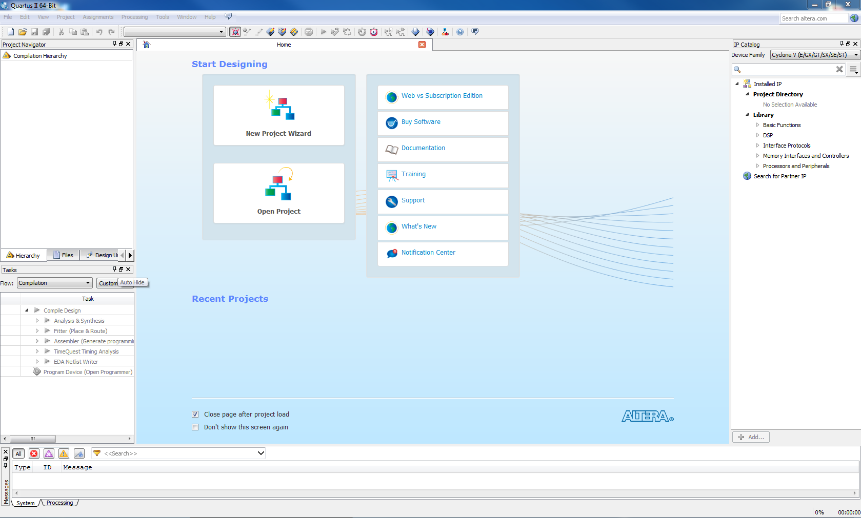 Quartus II 64-Bit
File Edit View Project Assignments Processing Tools Window Help
Search altera.com
Project Navigator
Compilation Hierarchy
Hierarchy Files Design U
Tasks
Flow: Compilation Custom
Auto Hide
Task
Compile Design
Analysis & Synthesis
Fitter (Place & Route)
Assembler (Generate programmin
TimeQuest Timing Analysis
EDA Netlist Writer
Program Device (Open Programmer)
Home
Start Designing
New Project Wizard
Open Project
Web vs Subscription Edition
Buy Software
Documentation
Training
Support
What's New
Notification Center
Recent Projects
Close page after project load
Don't show this screen again
ALTERA
IP Catalog
Device Family Cyclone V (E/GX/GT/SX/SE/ST)
Installed IP
Project Directory
No Selection Available
Library
Basic Functions
DSP
Interface Protocols
Memory Interfaces and Controllers
Processors and Peripherals
Search for Partner IP
Add...
All <<Search>>
Type ID Message
Messages
System Processing
0% 00:00:00